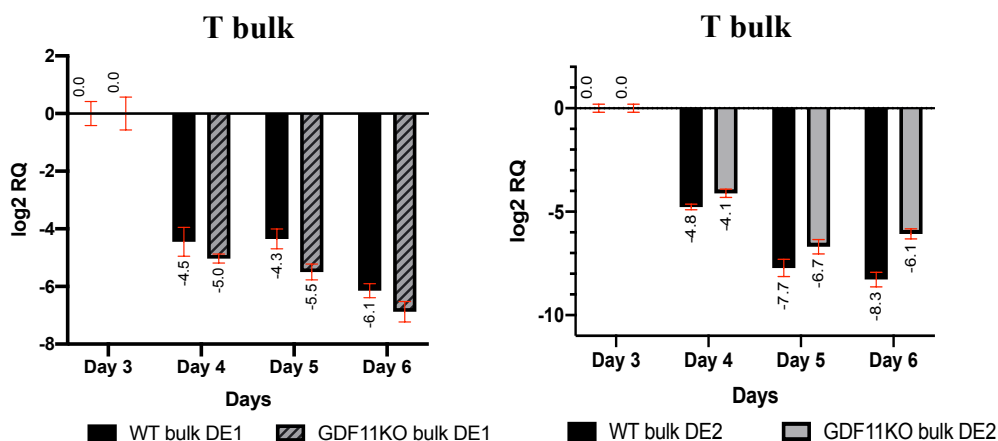 T bulk
log2 RQ
2
0
-2
-4
-6
-8
0.0
0.0
-4.5
-5.0
-4.3
-5.5
-6.1
Day 3 Day 4 Day 5 Day 6
Days
WT bulk DE1 GDF11KO bulk DE1
T bulk
log2 RQ
0
-5
-10
0.0
0.0
-4.8
-4.1
-7.7
-6.7
-8.3
-6.1
Day 3 Day 4 Day 5 Day 6
Days
WT bulk DE2 GDF11KO bulk DE2